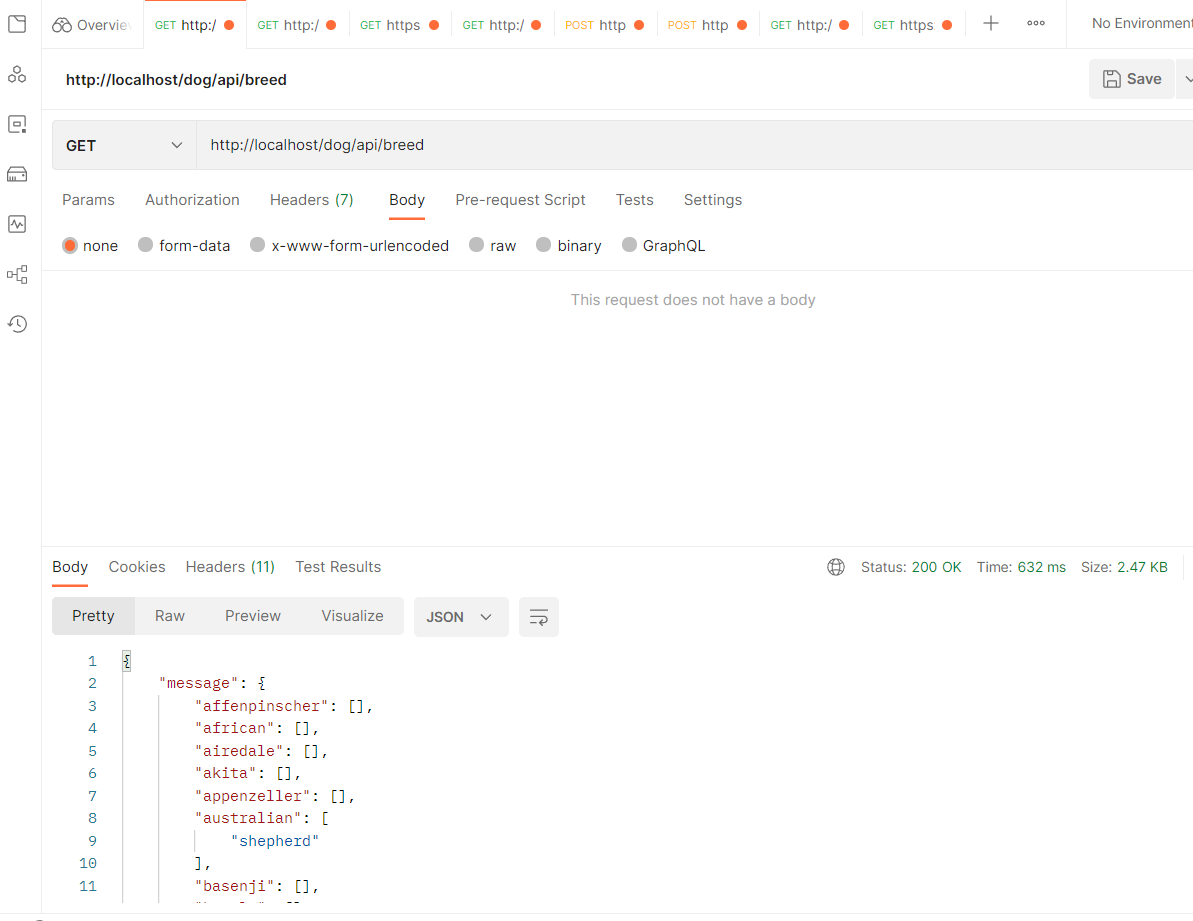 Overvie GET http:/ GET http:/ GET https GET http:/ POST http POST http GET http:/ GET https: No Environment
http://localhost/dog/api/breed
Save
GET http://localhost/dog/api/breed
Params Authorization Headers (7) Body Pre-request Script Tests Settings
none form-data x-www-form-urlencoded raw binary GraphQL
This request does not have a body
Body Cookies Headers (11) Test Results Status: 200 OK Time: 632 ms Size: 2.47 KB
Pretty Raw Preview Visualize JSON
1 {
2 "message": {
3 "affenpinscher": [],
4 "african": [],
5 "airedale": [],
6 "akita": [],
7 "appenzeller": [],
8 "australian": [
9 "shepherd"
10 ],
11 "basenji": [],